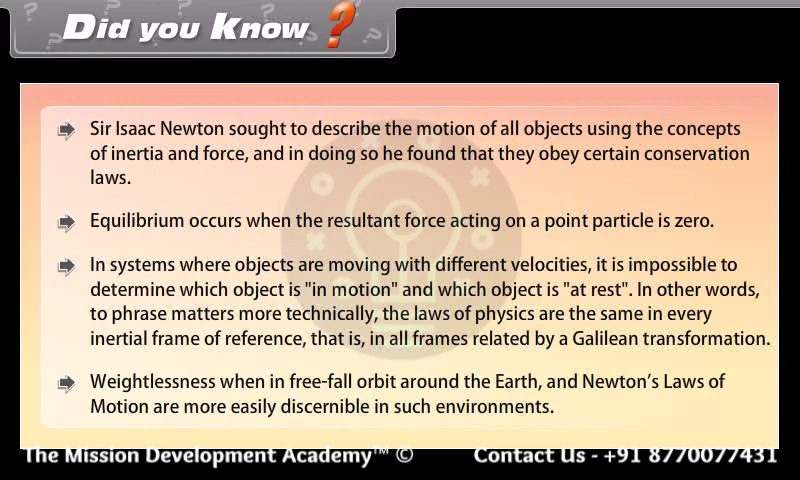 Did you Know ?
Sir Isaac Newton sought to describe the motion of all objects using the concepts
of inertia and force, and in doing so he found that they obey certain conservation
laws.
Equilibrium occurs when the resultant force acting on a point particle is zero.
In systems where objects are moving with different velocities, it is impossible to
determine which object is "in motion" and which object is "at rest". In other words,
to phrase matters more technically, the laws of physics are the same in every
inertial frame of reference, that is, in all frames related by a Galilean transformation.
Weightlessness when in free-fall orbit around the Earth, and Newton’s Laws of
Motion are more easily discernible in such environments.
The Mission Development Academy™ © Contact Us - +91 8770077431